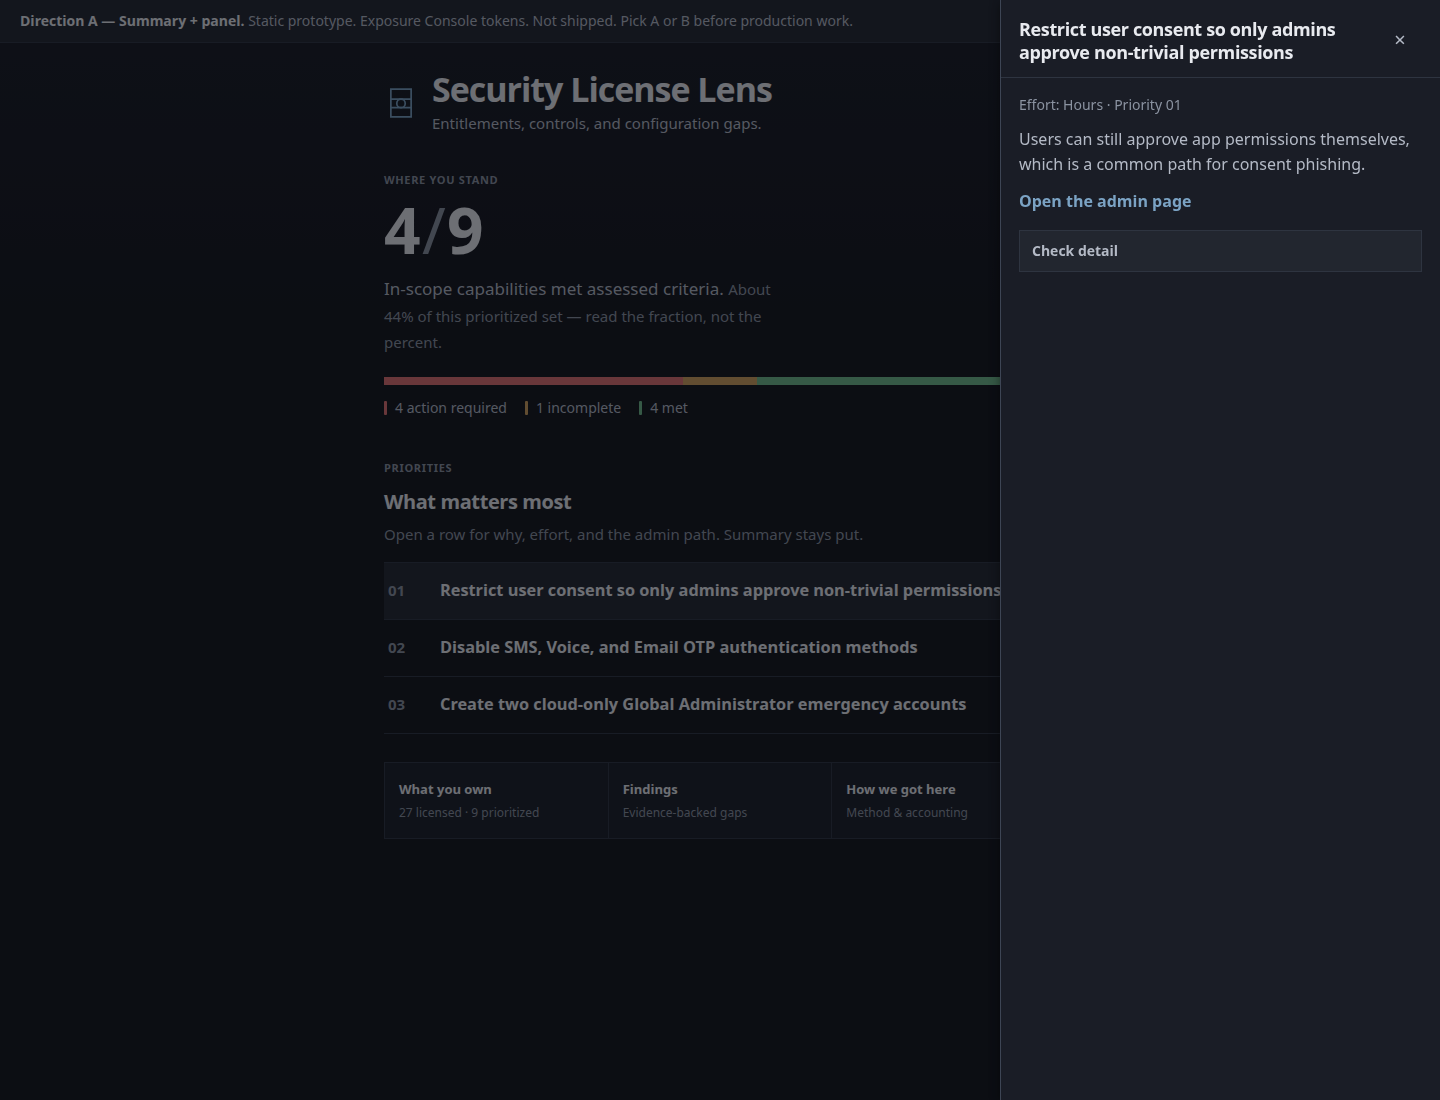 Direction A — Summary + panel. Static prototype. Exposure Console tokens. Not shipped. Pick A or B before production work.
Security License Lens
Entitlements, controls, and configuration gaps.
WHERE YOU STAND
4/9
In-scope capabilities met assessed criteria. About
44% of this prioritized set — read the fraction, not the
percent.
4 action required
1 incomplete
4 met
PRIORITIES
What matters most
Open a row for why, effort, and the admin path. Summary stays put.
01 Restrict user consent so only admins approve non-trivial permissions
02 Disable SMS, Voice, and Email OTP authentication methods
03 Create two cloud-only Global Administrator emergency accounts
What you own
27 licensed · 9 prioritized
Findings
Evidence-backed gaps
How we got here
Method & accounting
Restrict user consent so only admins
approve non-trivial permissions
×
Effort: Hours · Priority 01
Users can still approve app permissions themselves,
which is a common path for consent phishing.
Open the admin page
Check detail